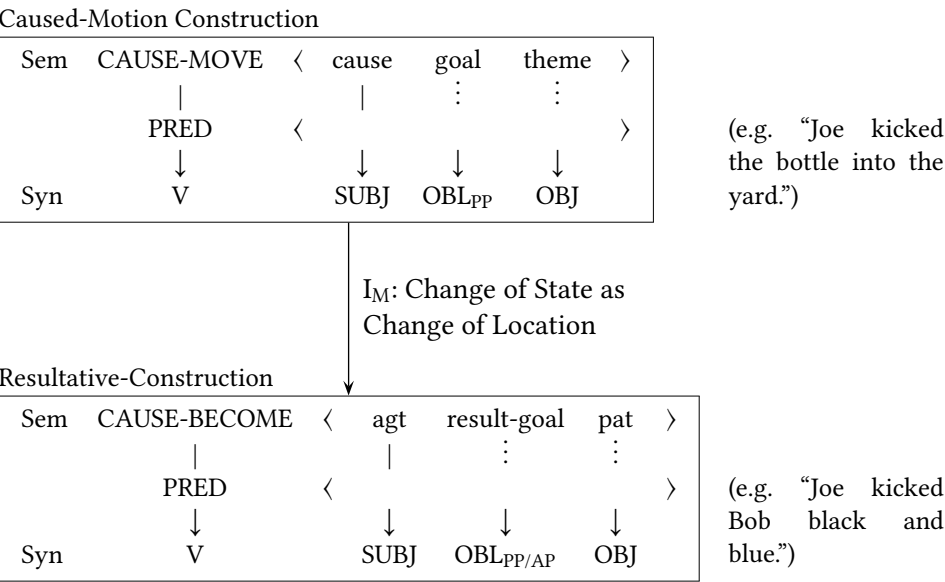 Caused-Motion Construction
Sem CAUSE-MOVE ⟨ cause goal theme ⟩
PRED ⟨ ⟩
Syn V SUBJ OBL_PP OBJ
(e.g. “Joe kicked
the bottle into the
yard.”)
I_M: Change of State as
Change of Location
Resultative-Construction
Sem CAUSE-BECOME ⟨ agt result-goal pat ⟩
PRED ⟨ ⟩
Syn V SUBJ OBL_PP/AP OBJ
(e.g. “Joe kicked
Bob black and
blue.”)